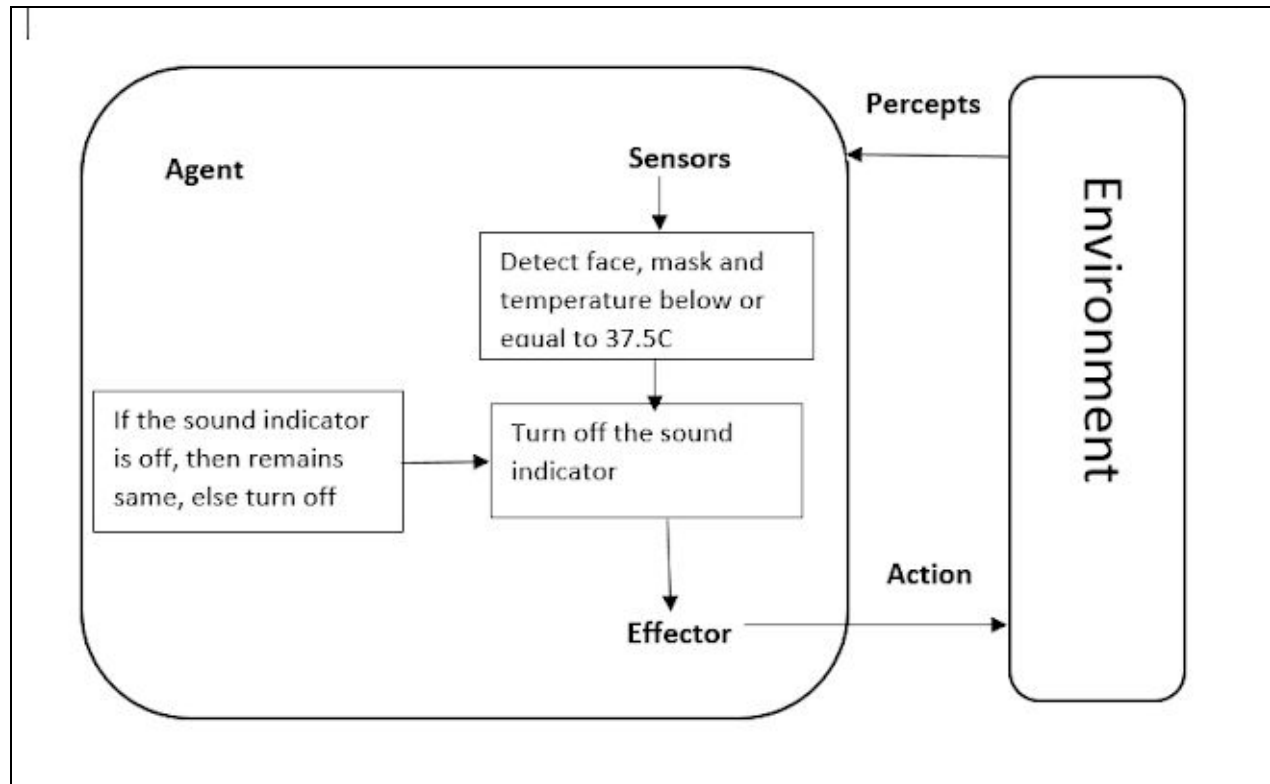 Percepts
Agent
Sensors
Detect face, mask and
temperature below or
equal to 37.5C
If the sound indicator
is off, then remains
same, else turn off
Turn off the sound
indicator
Action
Effector
Environment